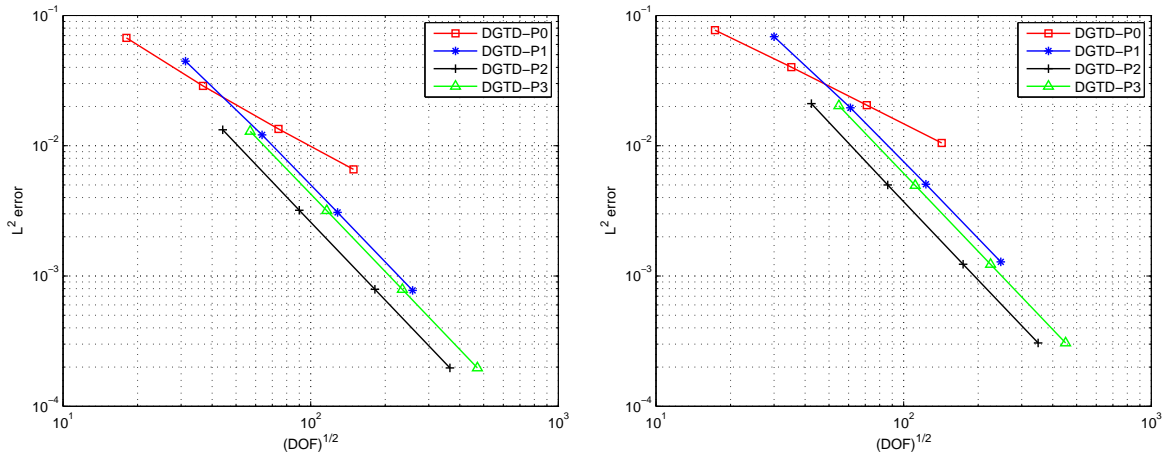 10^-1
10^-2
10^-3
10^-4
10^1
10^2
10^3
L^2 error
(DOF)^1/2
DGTD-P0
DGTD-P1
DGTD-P2
DGTD-P3
10^-1
10^-2
10^-3
10^-4
10^1
10^2
10^3
L^2 error
(DOF)^1/2
DGTD-P0
DGTD-P1
DGTD-P2
DGTD-P3